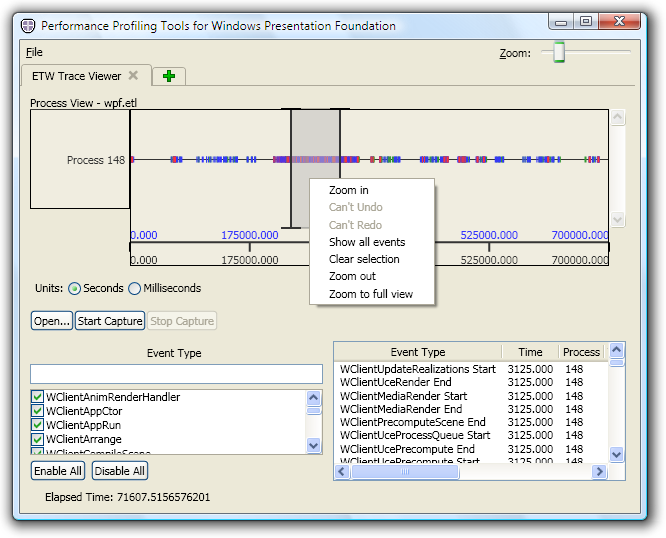 Performance Profiling Tools for Windows Presentation Foundation
File
Zoom:
ETW Trace Viewer
Process View - wpf.etl
Process 148
Zoom in
Can't Undo
Can't Redo
Show all events
Clear selection
Zoom out
Zoom to full view
0.000 175000.000 525000.000 700000.000
0.000 175000.000 525000.000 700000.000
Units: Seconds Milliseconds
Open... Start Capture Stop Capture
Event Type
WClientAnimRenderHandler
WClientAppCtor
WClientAppRun
WClientArrange
WClientCompileScene
Enable All Disable All
Event Type Time Process
WClientUpdateRealizations Start 3125.000 148
WClientUceRender End 3125.000 148
WClientMediaRender Start 3125.000 148
WClientMediaRender End 3125.000 148
WClientPrecomputeScene End 3125.000 148
WClientUceProcessQueue Start 3125.000 148
WClientUcePrecompute End 3125.000 148
WClientUcePrecompute Start 3125.000 148
Elapsed Time: 71607.5156576201